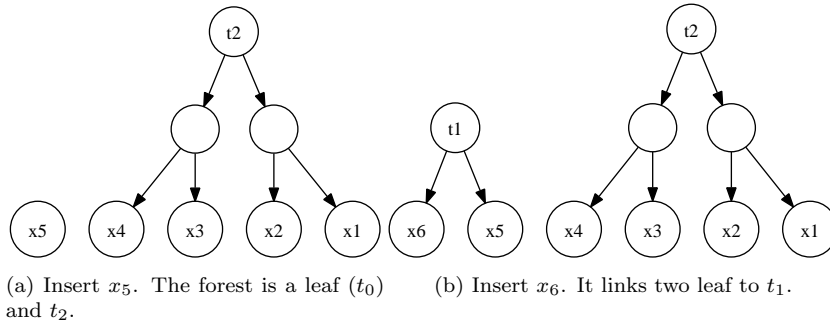 t2
t2
t1
x5
x4
x3
x2
x1
x6
x5
x4
x3
x2
x1
(a) Insert x₅. The forest is a leaf (t₀)
and t₂.
(b) Insert x₆. It links two leaf to t₁.